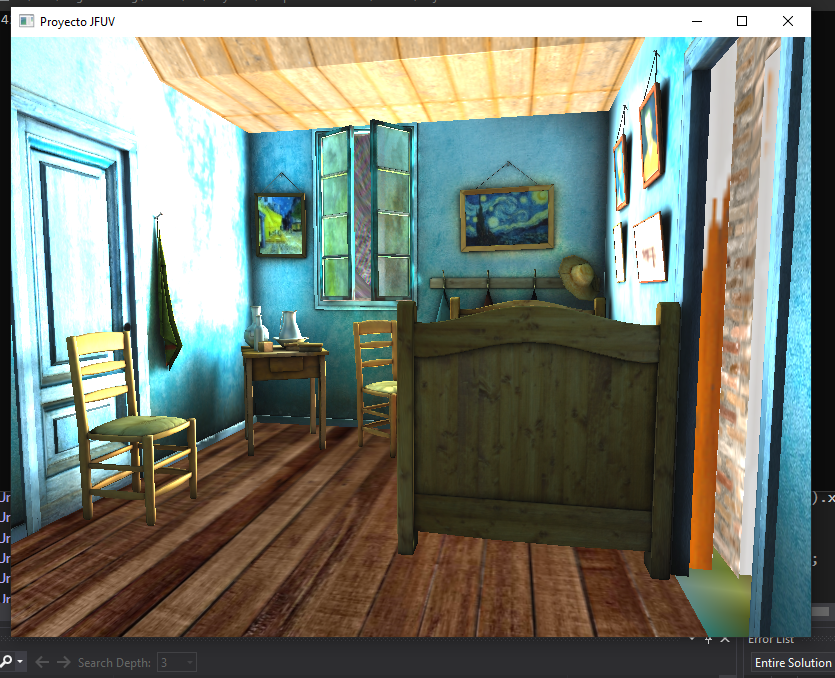 Proyecto JFUV
Error List
Search Depth:
3
Entire Solution